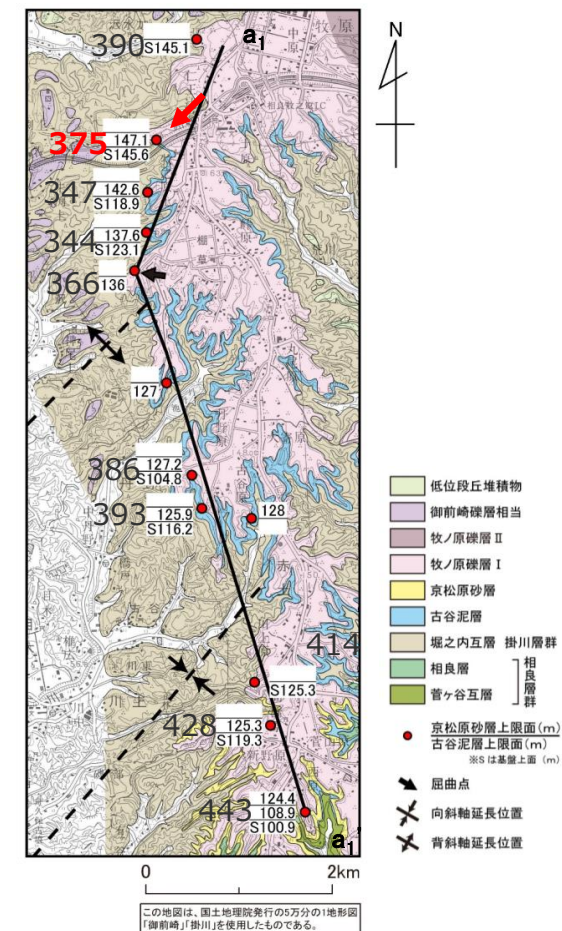 390
S145.1
a1
中原
牧ノ原
N
相良牧之原IC
375
147.1
S145.6
347
142.6
S118.9
344
137.6
S123.1
棚草
366
136
127
386
127.2
S104.8
393
125.9
S116.2
128
414
S125.3
428
125.3
S119.3
新野原
443
124.4
108.9
S100.9
a1'
0
2km
この地図は、国土地理院発行の5万分の1地形図
「御前崎」「掛川」を使用したものである。
低位段丘堆積物
御前崎礫層相当
牧ノ原礫層Ⅱ
牧ノ原礫層Ⅰ
京松原砂層
古谷泥層
堀之内互層 掛川層群
相良層
菅ヶ谷互層
相良層群
京松原砂層上限面(m)
古谷泥層上限面(m)
※Sは基盤上面(m)
屈曲点
向斜軸延長位置
背斜軸延長位置